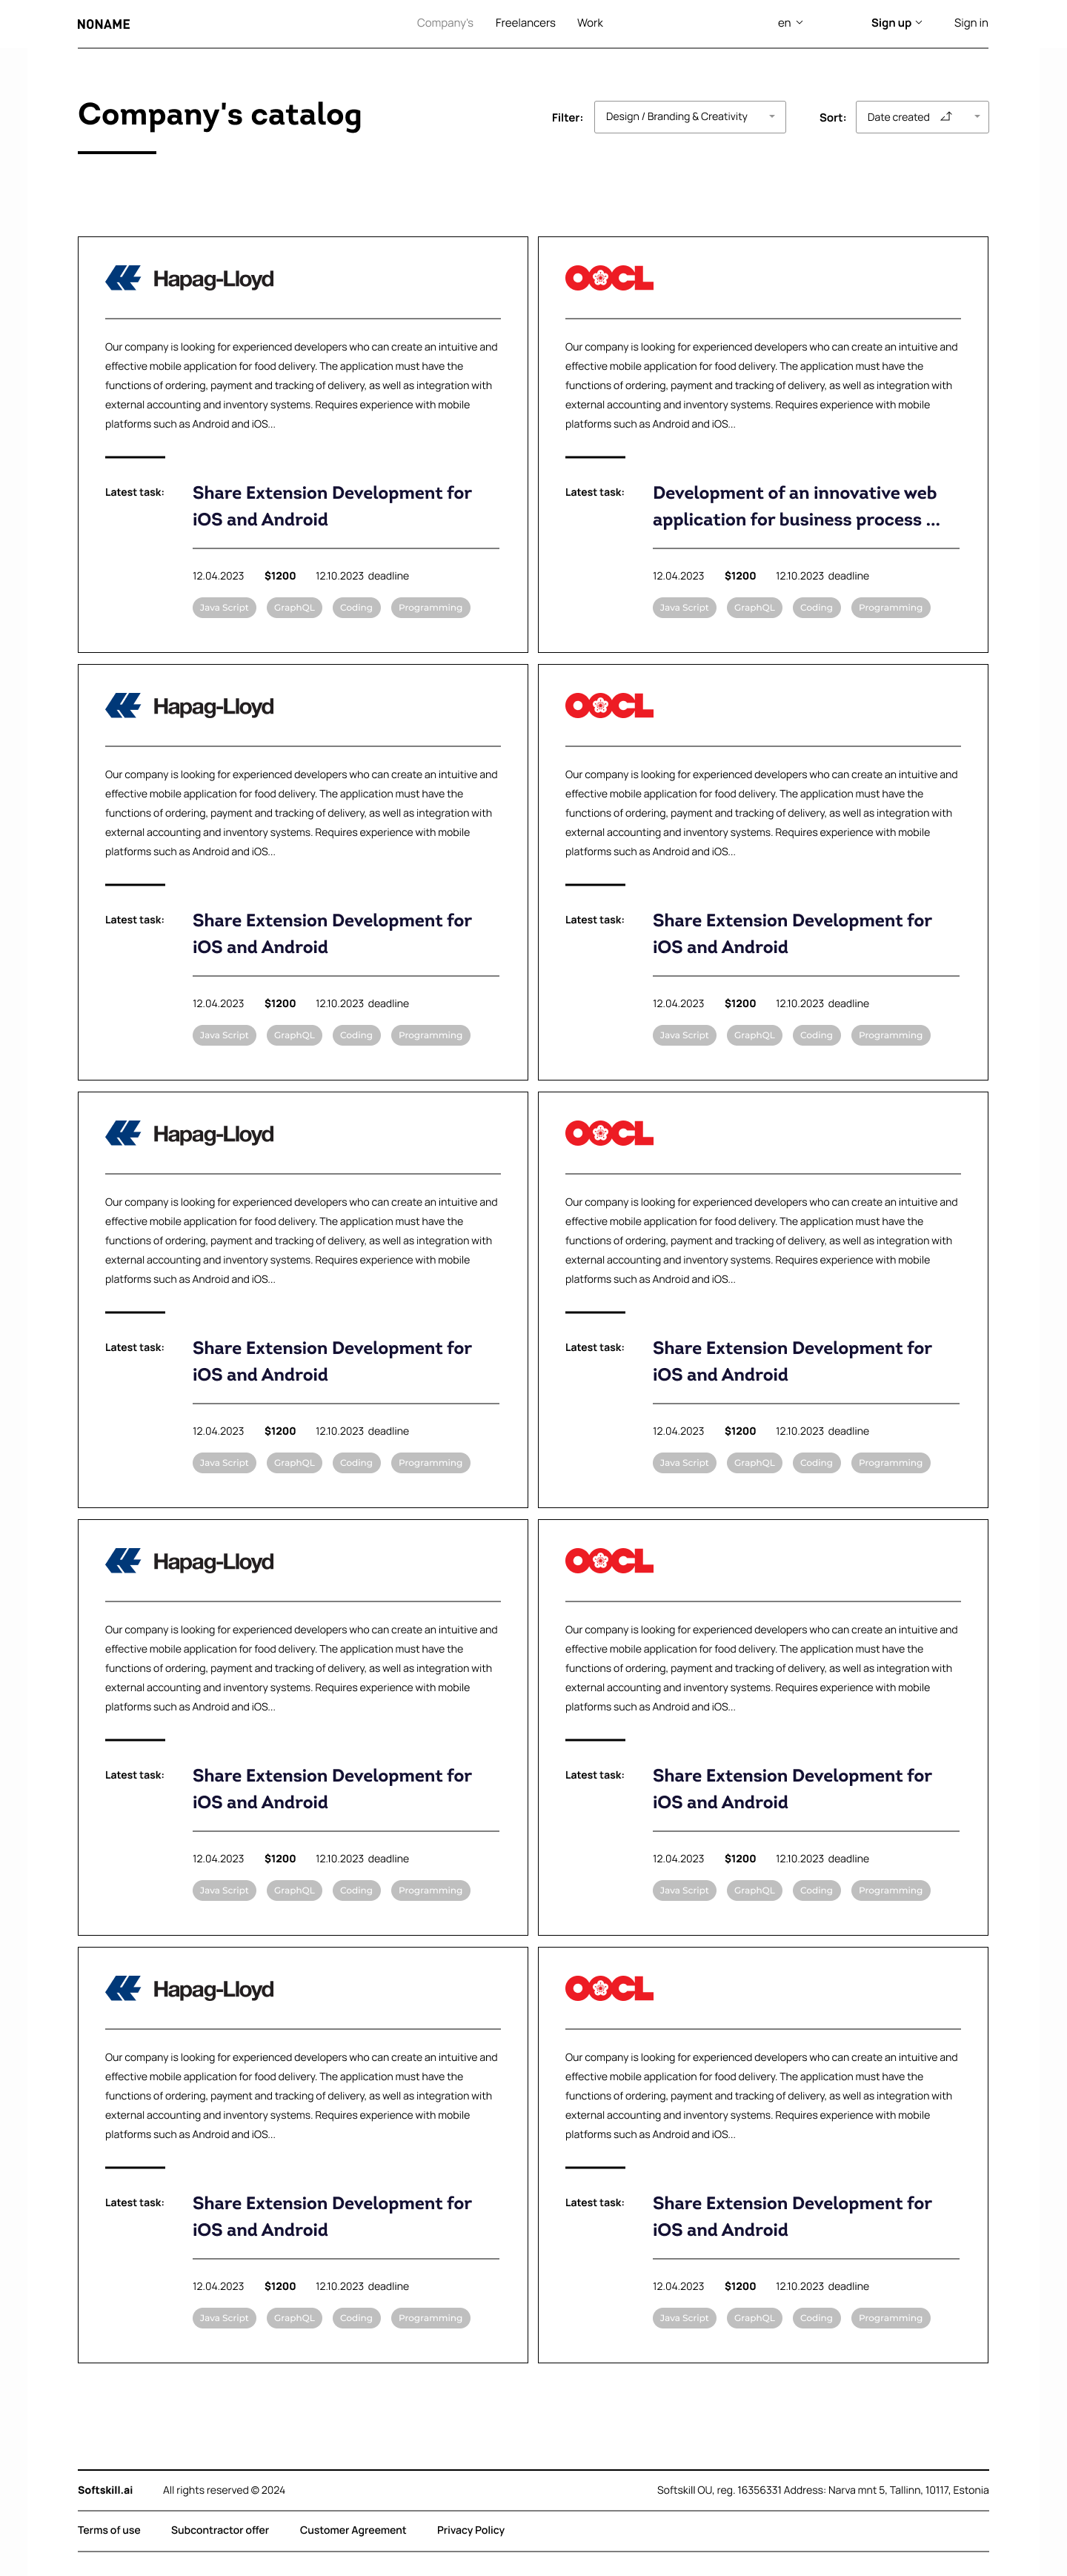 NONAME
Company's Freelancers Work en Sign up Sign in
Company's catalog
Filter: Design / Branding & Creativity Sort: Date created
Hapag-Lloyd
Our company is looking for experienced developers who can create an intuitive and
effective mobile application for food delivery. The application must have the
functions of ordering, payment and tracking of delivery, as well as integration with
external accounting and inventory systems. Requires experience with mobile
platforms such as Android and iOS...
Latest task:
Share Extension Development for
iOS and Android
12.04.2023 $1200 12.10.2023 deadline
Java Script GraphQL Coding Programming
OOCL
Our company is looking for experienced developers who can create an intuitive and
effective mobile application for food delivery. The application must have the
functions of ordering, payment and tracking of delivery, as well as integration with
external accounting and inventory systems. Requires experience with mobile
platforms such as Android and iOS...
Latest task:
Development of an innovative web
application for business process ...
12.04.2023 $1200 12.10.2023 deadline
Java Script GraphQL Coding Programming
Hapag-Lloyd
Our company is looking for experienced developers who can create an intuitive and
effective mobile application for food delivery. The application must have the
functions of ordering, payment and tracking of delivery, as well as integration with
external accounting and inventory systems. Requires experience with mobile
platforms such as Android and iOS...
Latest task:
Share Extension Development for
iOS and Android
12.04.2023 $1200 12.10.2023 deadline
Java Script GraphQL Coding Programming
OOCL
Our company is looking for experienced developers who can create an intuitive and
effective mobile application for food delivery. The application must have the
functions of ordering, payment and tracking of delivery, as well as integration with
external accounting and inventory systems. Requires experience with mobile
platforms such as Android and iOS...
Latest task:
Share Extension Development for
iOS and Android
12.04.2023 $1200 12.10.2023 deadline
Java Script GraphQL Coding Programming
Hapag-Lloyd
Our company is looking for experienced developers who can create an intuitive and
effective mobile application for food delivery. The application must have the
functions of ordering, payment and tracking of delivery, as well as integration with
external accounting and inventory systems. Requires experience with mobile
platforms such as Android and iOS...
Latest task:
Share Extension Development for
iOS and Android
12.04.2023 $1200 12.10.2023 deadline
Java Script GraphQL Coding Programming
OOCL
Our company is looking for experienced developers who can create an intuitive and
effective mobile application for food delivery. The application must have the
functions of ordering, payment and tracking of delivery, as well as integration with
external accounting and inventory systems. Requires experience with mobile
platforms such as Android and iOS...
Latest task:
Share Extension Development for
iOS and Android
12.04.2023 $1200 12.10.2023 deadline
Java Script GraphQL Coding Programming
Hapag-Lloyd
Our company is looking for experienced developers who can create an intuitive and
effective mobile application for food delivery. The application must have the
functions of ordering, payment and tracking of delivery, as well as integration with
external accounting and inventory systems. Requires experience with mobile
platforms such as Android and iOS...
Latest task:
Share Extension Development for
iOS and Android
12.04.2023 $1200 12.10.2023 deadline
Java Script GraphQL Coding Programming
OOCL
Our company is looking for experienced developers who can create an intuitive and
effective mobile application for food delivery. The application must have the
functions of ordering, payment and tracking of delivery, as well as integration with
external accounting and inventory systems. Requires experience with mobile
platforms such as Android and iOS...
Latest task:
Share Extension Development for
iOS and Android
12.04.2023 $1200 12.10.2023 deadline
Java Script GraphQL Coding Programming
Hapag-Lloyd
Our company is looking for experienced developers who can create an intuitive and
effective mobile application for food delivery. The application must have the
functions of ordering, payment and tracking of delivery, as well as integration with
external accounting and inventory systems. Requires experience with mobile
platforms such as Android and iOS...
Latest task:
Share Extension Development for
iOS and Android
12.04.2023 $1200 12.10.2023 deadline
Java Script GraphQL Coding Programming
OOCL
Our company is looking for experienced developers who can create an intuitive and
effective mobile application for food delivery. The application must have the
functions of ordering, payment and tracking of delivery, as well as integration with
external accounting and inventory systems. Requires experience with mobile
platforms such as Android and iOS...
Latest task:
Share Extension Development for
iOS and Android
12.04.2023 $1200 12.10.2023 deadline
Java Script GraphQL Coding Programming
Softskill.ai All rights reserved © 2024 Softskill OU, reg. 16356331 Address: Narva mnt 5, Tallinn, 10117, Estonia
Terms of use Subcontractor offer Customer Agreement Privacy Policy